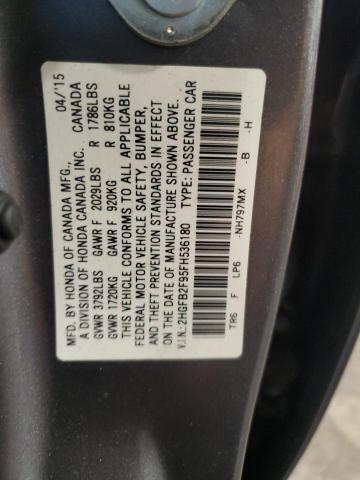 MFD. BY HONDA OF CANADA MFG., 04/'15
A DIVISION OF HONDA CANADA INC. CANADA
GVWR 3792LBS GAWR F 2029LBS R 1786LBS
GVWR 1720KG GAWR F 920KG R 810KG
THIS VEHICLE CONFORMS TO ALL APPLICABLE
FEDERAL MOTOR VEHICLE SAFETY, BUMPER,
AND THEFT PREVENTION STANDARDS IN EFFECT
ON THE DATE OF MANUFACTURE SHOWN ABOVE.
V.I.N.: 2HGFB2F95FH536180 TYPE: PASSENGER CAR
TR6 F LP6 -NH797MX -B -H